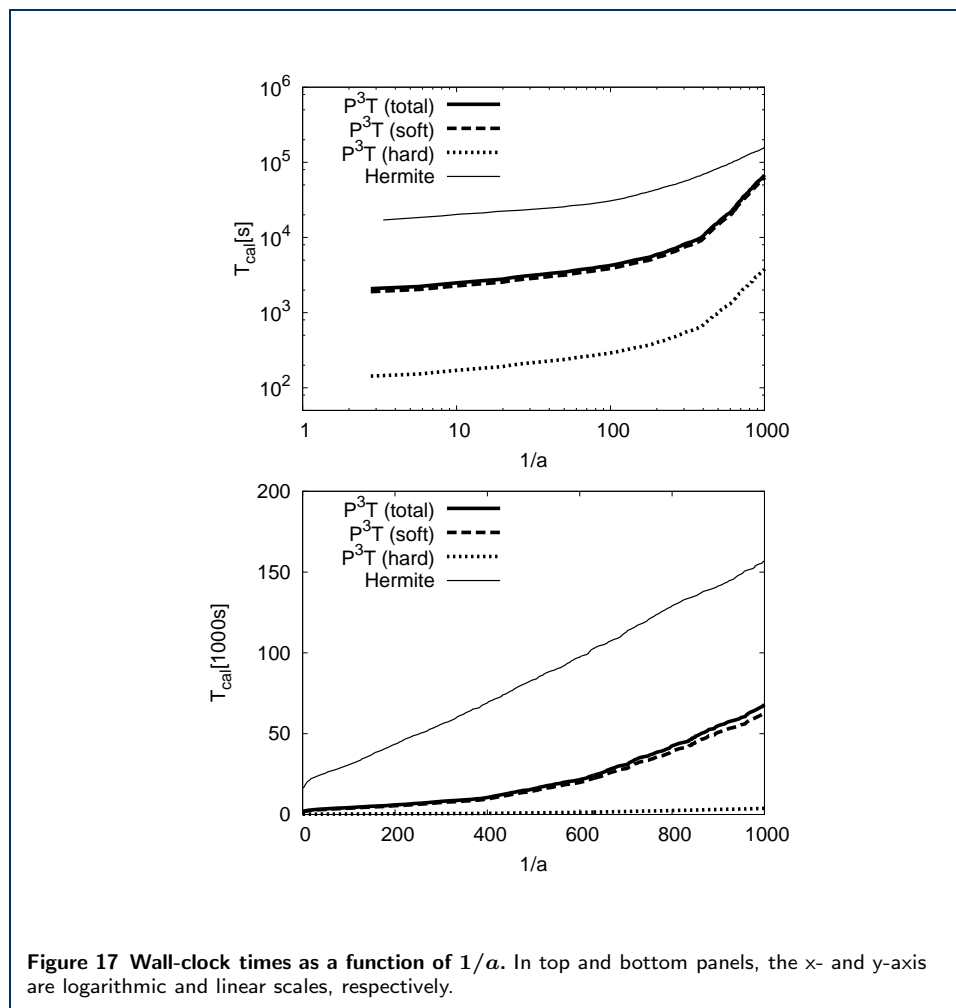 10^6
10^5
10^4
10^3
10^2
T_cal[s]
P^3T (total)
P^3T (soft)
P^3T (hard)
Hermite
1 10 100 1000
1/a
200
150
100
50
0
T_cal[1000s]
P^3T (total)
P^3T (soft)
P^3T (hard)
Hermite
0 200 400 600 800 1000
1/a
Figure 17 Wall-clock times as a function of 1/a. In top and bottom panels, the x- and y-axis
are logarithmic and linear scales, respectively.